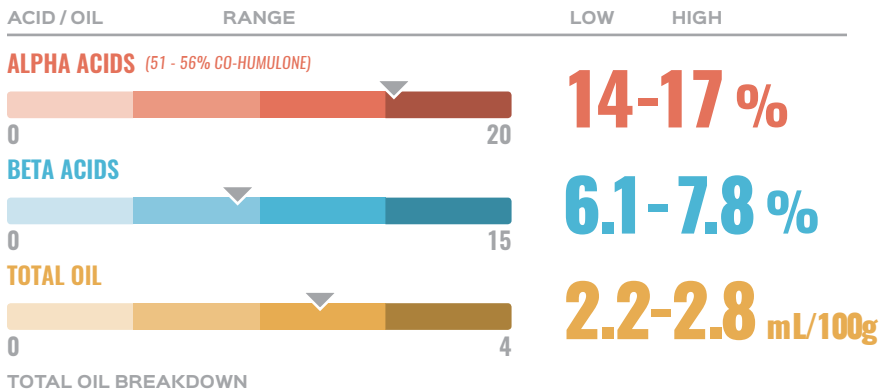 ACID / OIL RANGE LOW HIGH
ALPHA ACIDS (51 - 56% CO-HUMULONE)
14-17 %
0 20
BETA ACIDS
6.1-7.8 %
0 15
TOTAL OIL
2.2-2.8 mL/100g
0 4
TOTAL OIL BREAKDOWN